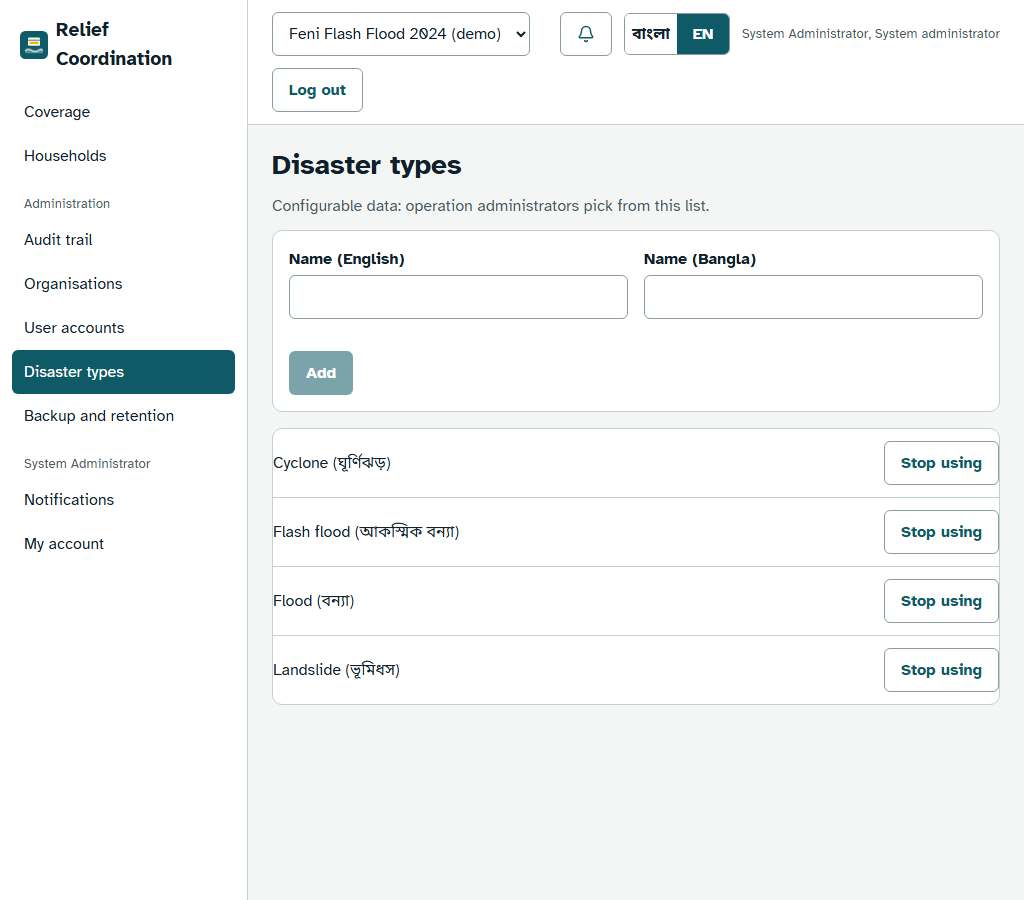 Relief
Coordination
Feni Flash Flood 2024 (demo)
বাংলা
EN
System Administrator, System administrator
Log out
Coverage
Households
Administration
Audit trail
Organisations
User accounts
Disaster types
Backup and retention
System Administrator
Notifications
My account
Disaster types
Configurable data: operation administrators pick from this list.
Name (English)
Name (Bangla)
Add
Cyclone (ঘূর্ণিঝড়)
Stop using
Flash flood (আকস্মিক বন্যা)
Stop using
Flood (বন্যা)
Stop using
Landslide (ভূমিধস)
Stop using